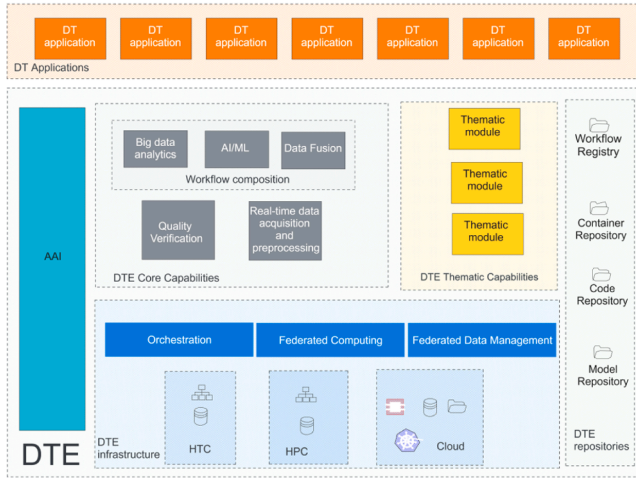 DT
application
DT
application
DT
application
DT
application
DT
application
DT
application
DT
application
DT Applications
AAI
Big data
analytics
AI/ML
Data Fusion
Workflow composition
Quality
Verification
Real-time data
acquisition
and
preprocessing
DTE Core Capabilities
Thematic
module
Thematic
module
Thematic
module
DTE Thematic Capabilities
Workflow
Registry
Container
Repository
Code
Repository
Model
Repository
DTE
repositories
Orchestration
Federated Computing
Federated Data Management
HTC
HPC
Cloud
DTE
infrastructure
DTE